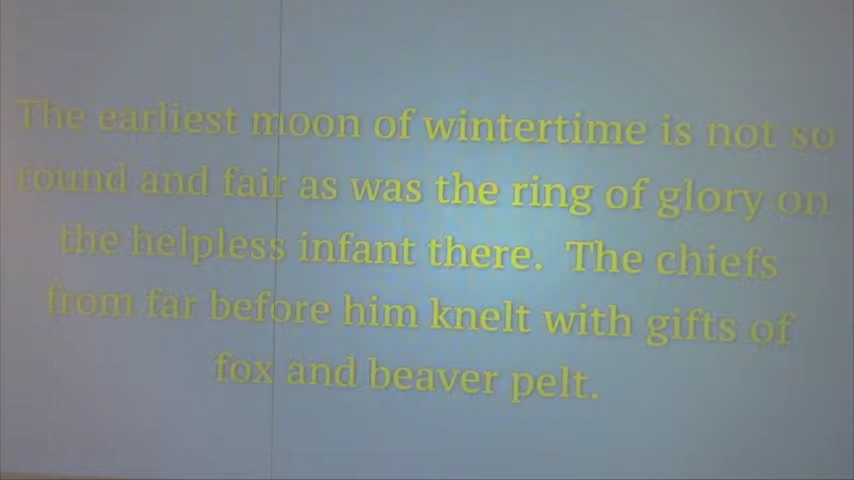 The earliest moon of wintertime is not so
round and fair as was the ring of glory on
the helpless infant there.  The chiefs
from far before him knelt with gifts of
fox and beaver pelt.